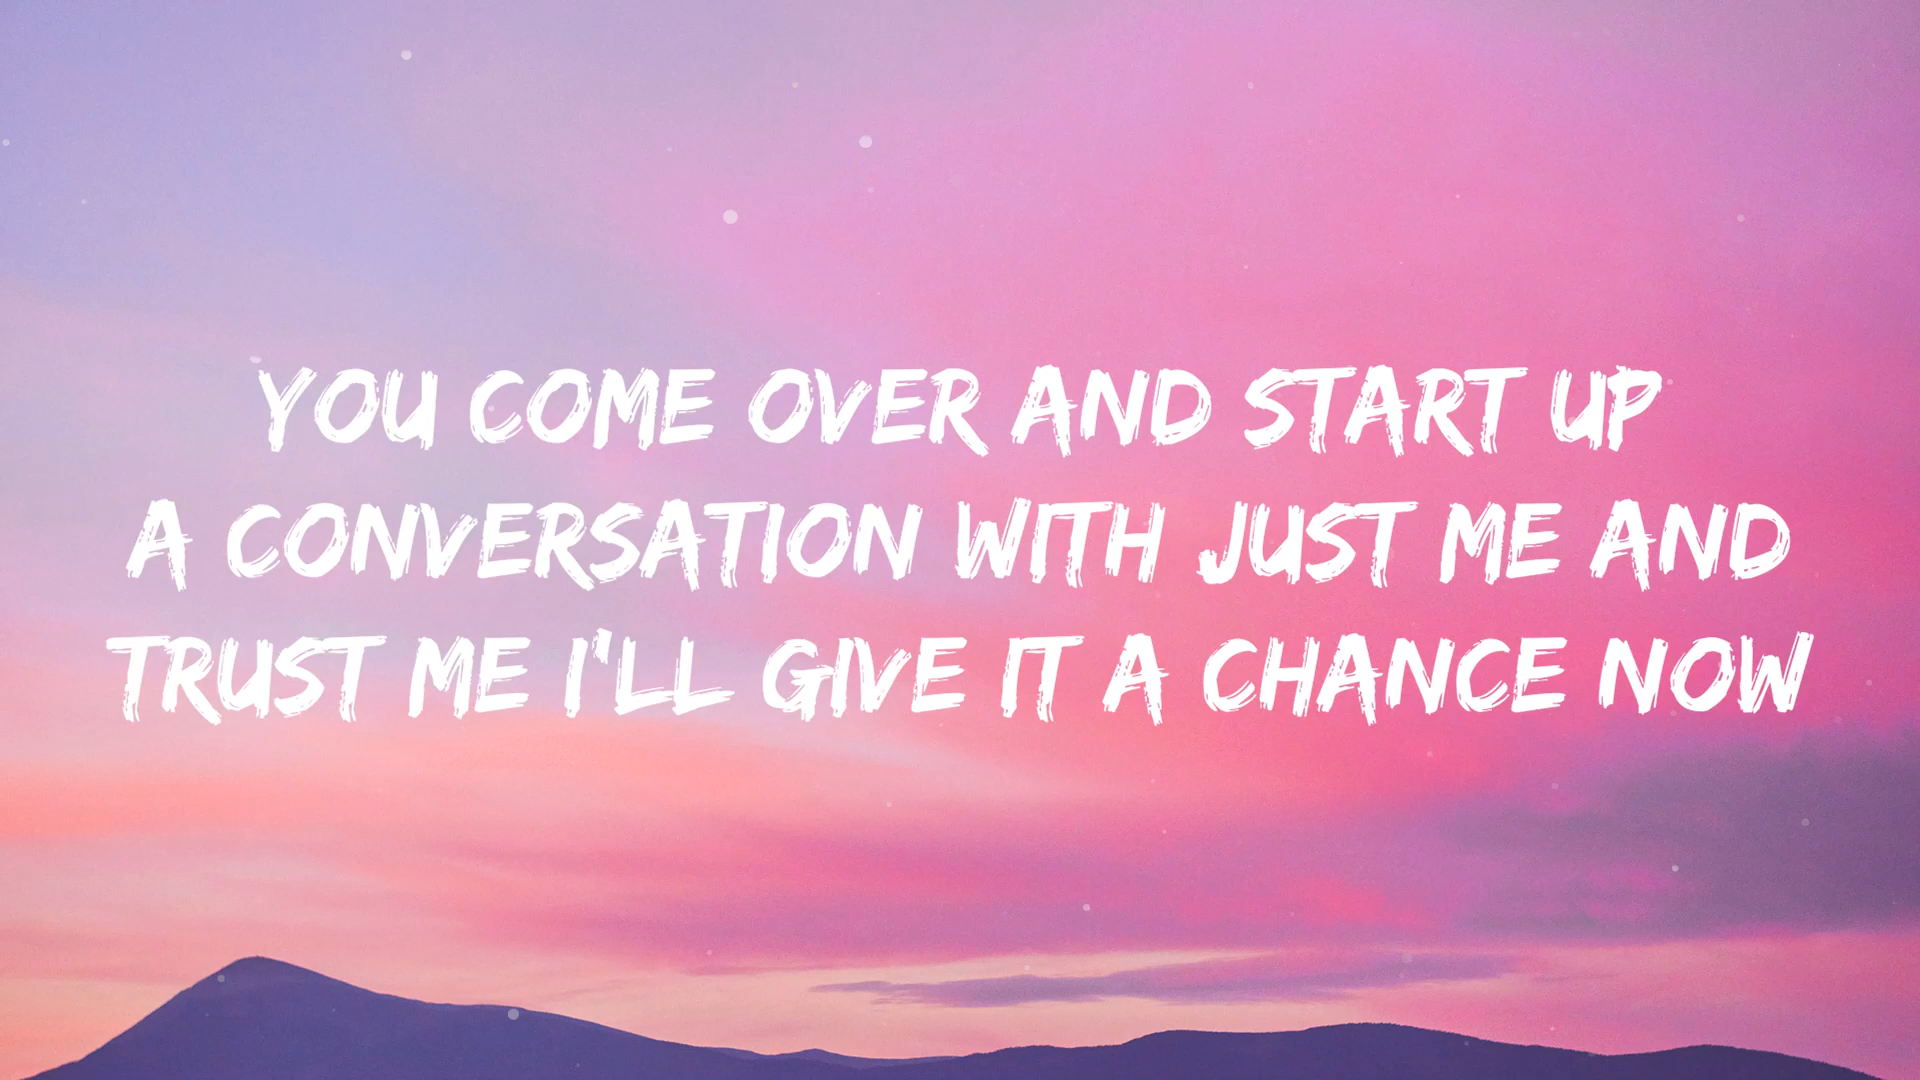 YOU COME OVER AND START UP
A CONVERSATION WITH JUST ME AND
TRUST ME I'LL GIVE IT A CHANCE NOW